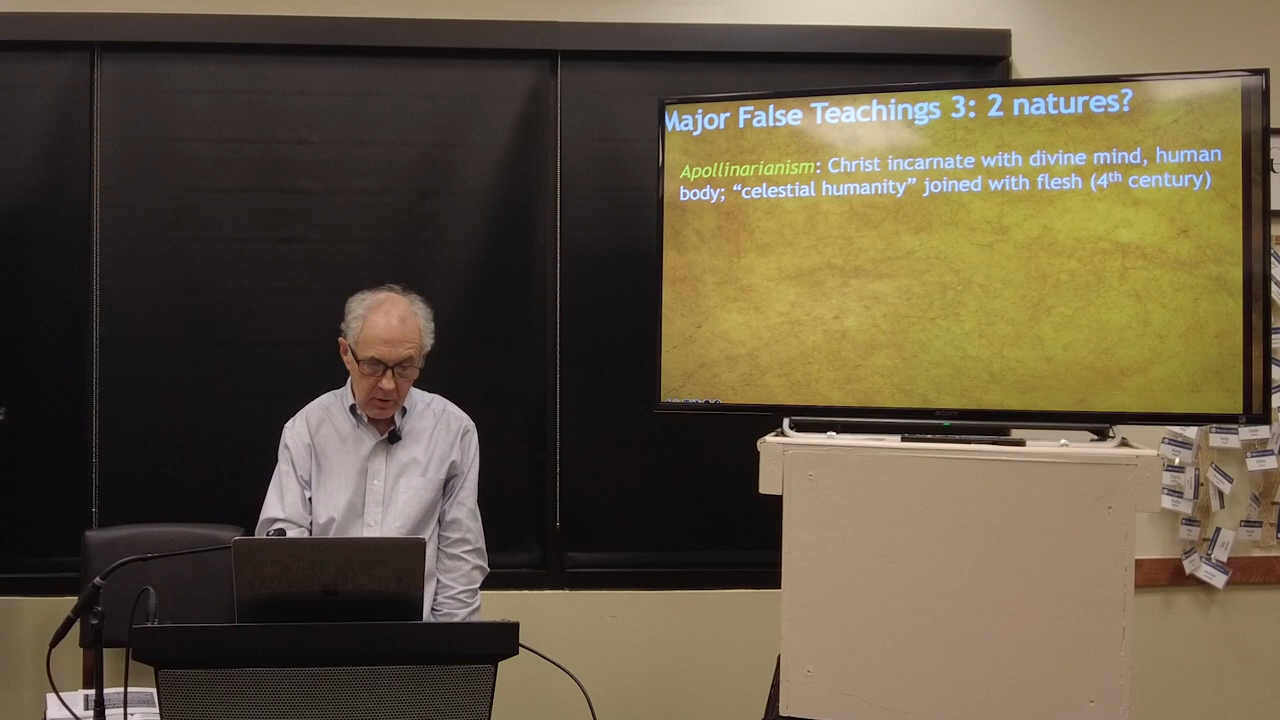 Major False Teachings 3: 2 natures?
Apollinarianism: Christ incarnate with divine mind, human
body; “celestial humanity” joined with flesh (4th century)
SONY